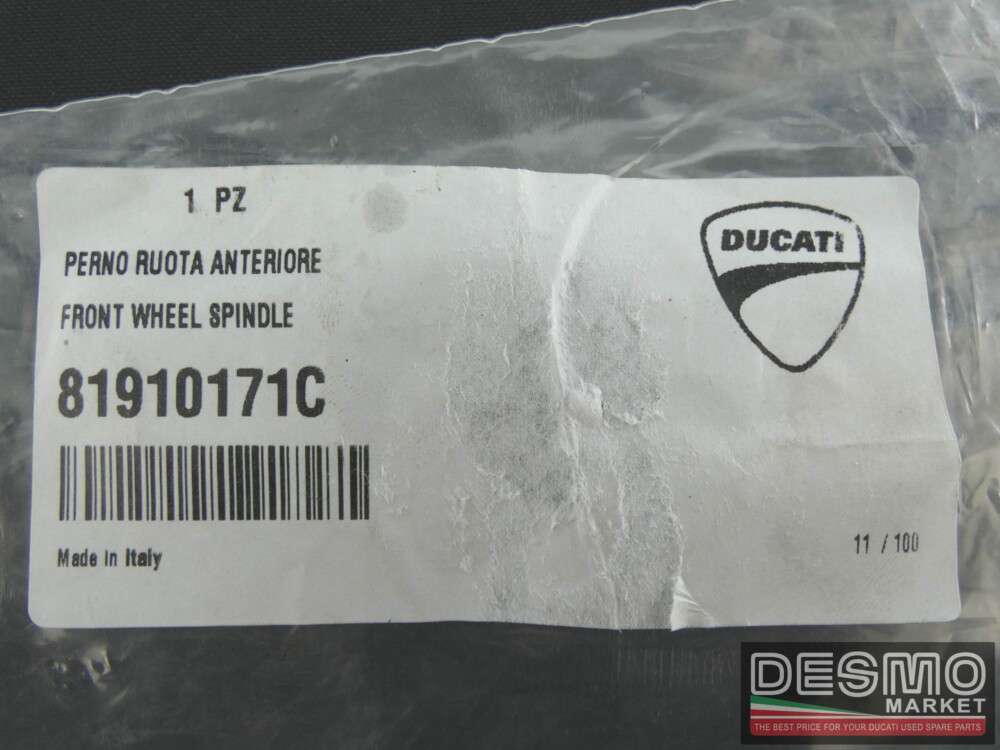 1 PZ
PERNO RUOTA ANTERIORE
FRONT WHEEL SPINDLE
81910171C
Made in Italy
DUCATI
11 / 100
DESMO
MARKET
THE BEST PRICE FOR YOUR DUCATI USED SPARE PARTS